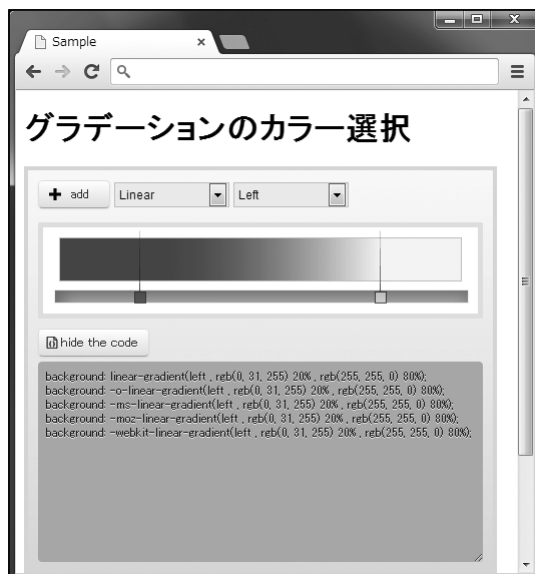 Sample
グラデーションのカラー選択
add
Linear
Left
hide the code
background: linear-gradient(left , rgb(0, 31, 255) 20% , rgb(255, 255, 0) 80%);
background: -o-linear-gradient(left , rgb(0, 31, 255) 20% , rgb(255, 255, 0) 80%);
background: -ms-linear-gradient(left , rgb(0, 31, 255) 20% , rgb(255, 255, 0) 80%);
background: -moz-linear-gradient(left , rgb(0, 31, 255) 20% , rgb(255, 255, 0) 80%);
background: -webkit-linear-gradient(left , rgb(0, 31, 255) 20% , rgb(255, 255, 0) 80%);